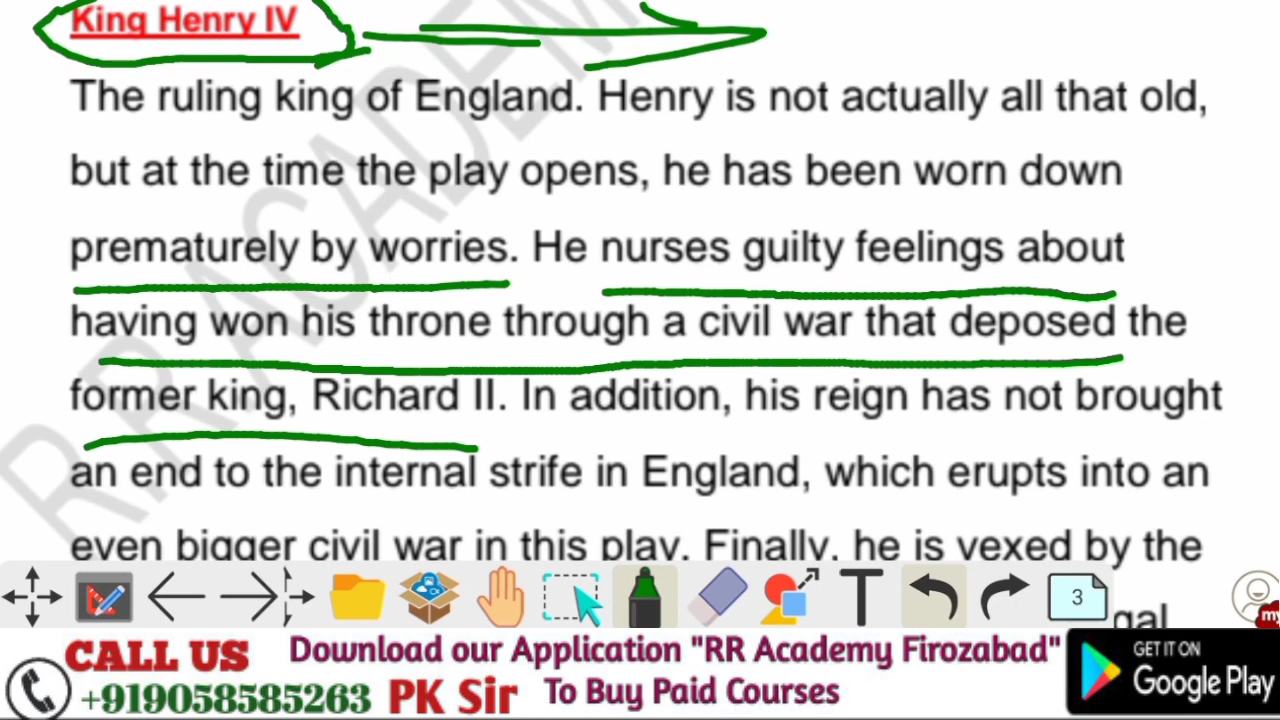 King Henry IV
The ruling king of England. Henry is not actually all that old,
but at the time the play opens, he has been worn down
prematurely by worries. He nurses guilty feelings about
having won his throne through a civil war that deposed the
former king, Richard II. In addition, his reign has not brought
an end to the internal strife in England, which erupts into an
even bigger civil war in this play. Finally, he is vexed by the
gal
RR ACADEM
T
3
my
CALL US
+919058585263 PK Sir
Download our Application "RR Academy Firozabad"
To Buy Paid Courses
GET IT ON
Google Play